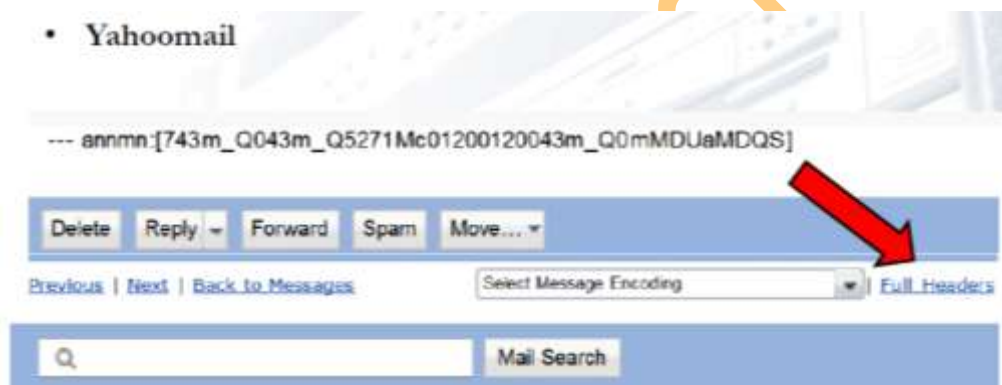 • Yahoomail
--- annmn:[743m_Q043m_Q5271Mc01200120043m_Q0mMDUaMDQS]
Delete Reply Forward Spam Move...
Previous | Next | Back to Messages Select Message Encoding | Full Headers
Mail Search